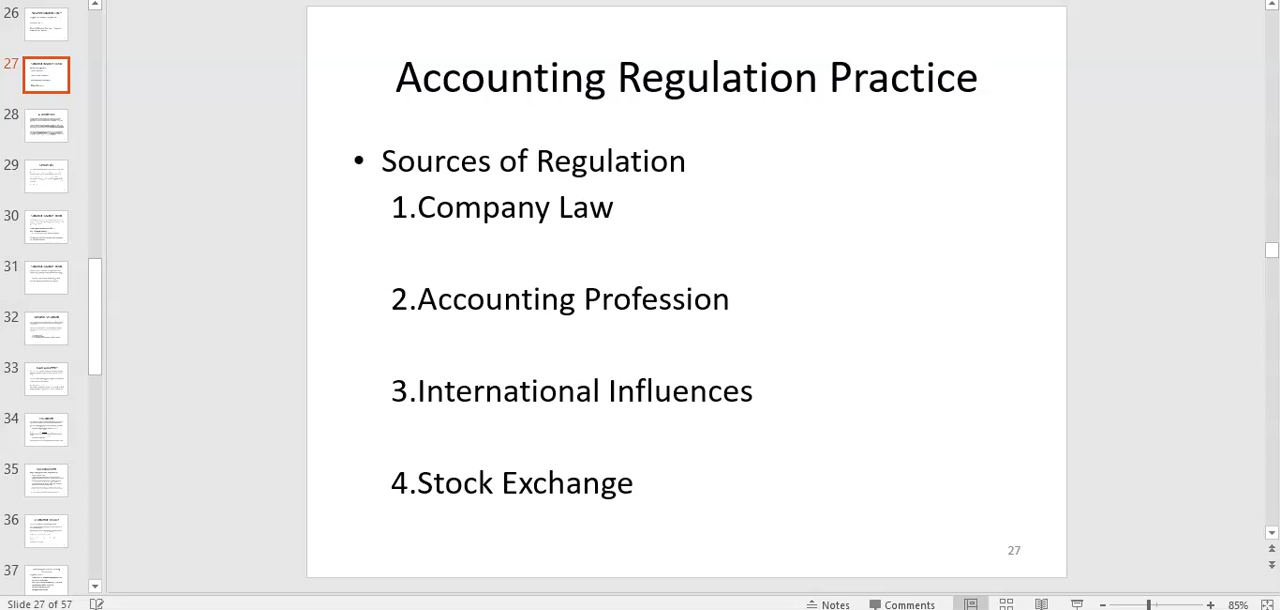 26
27
28
29
30
31
32
33
34
35
36
37
Accounting Regulation Practice
• Sources of Regulation
1.Company Law
2.Accounting Profession
3.International Influences
4.Stock Exchange
27
Slide 27 of 57
Notes
Comments
85%